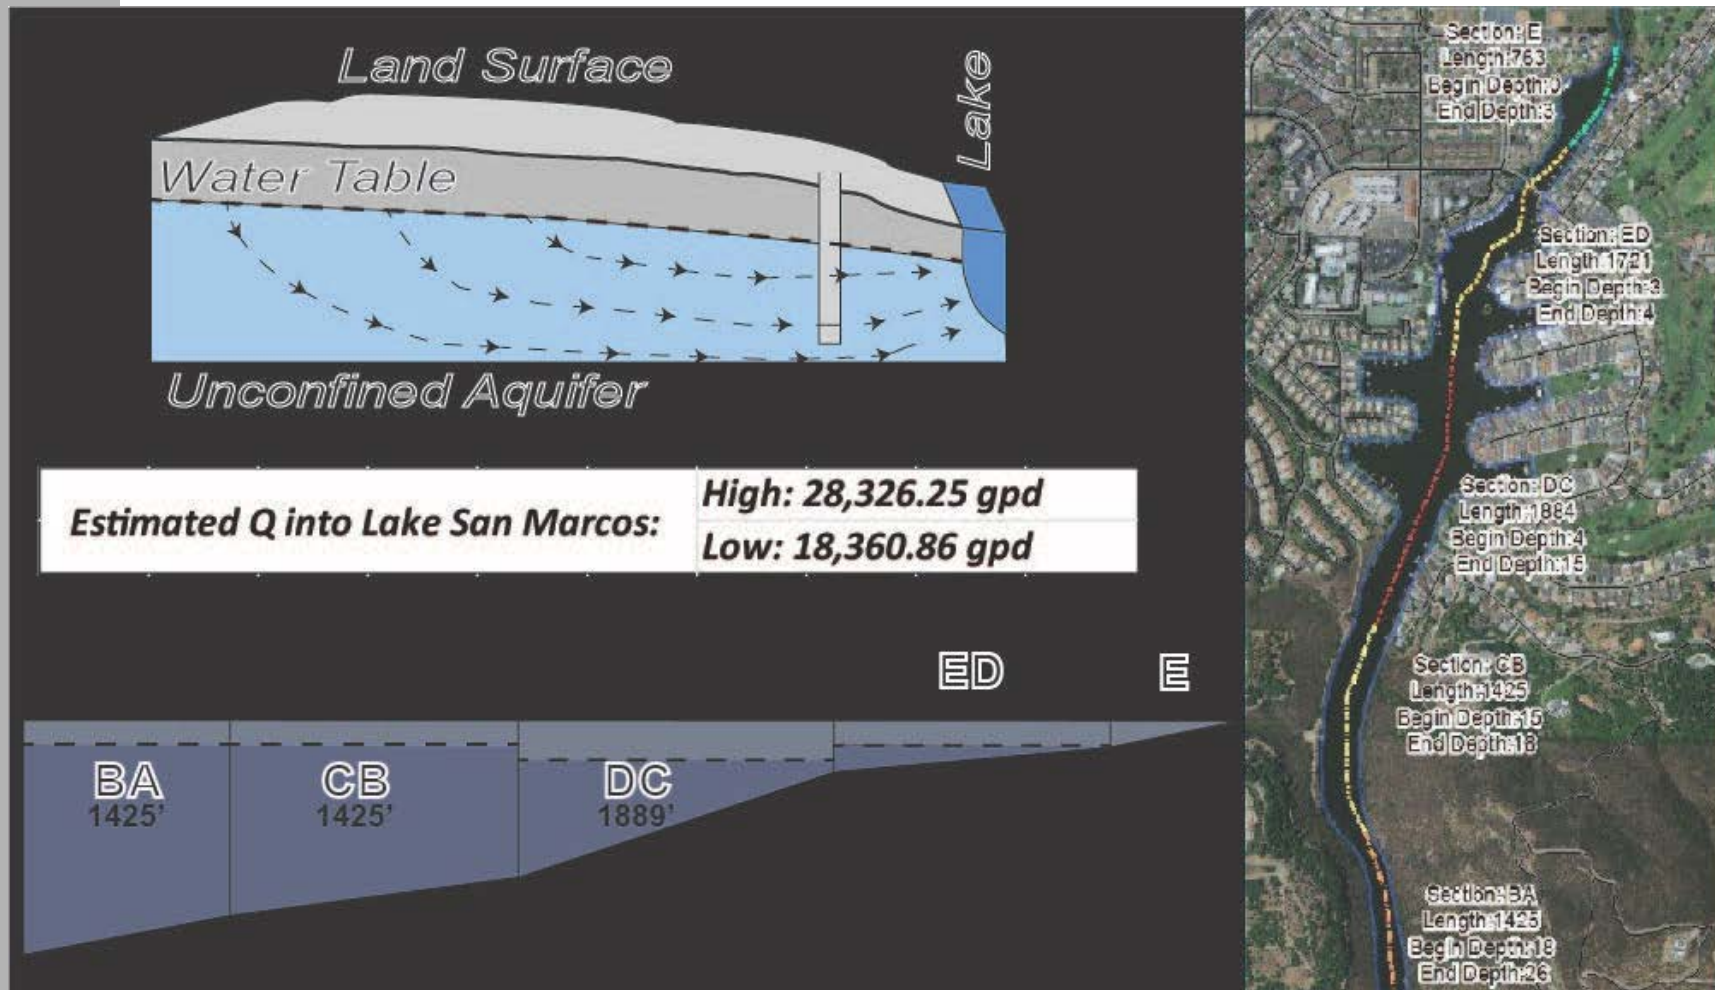 Land Surface
Lake
Water Table
Unconfined Aquifer
Estimated Q into Lake San Marcos:
High: 28,326.25 gpd
Low: 18,360.86 gpd
ED
E
BA
1425'
CB
1425'
DC
1889'
Section: E
Length:763
Begin Depth:0
End Depth:3
Section: ED
Length:1721
Begin Depth:3
End Depth:4
Section: DC
Length:1884
Begin Depth:4
End Depth:15
Section: CB
Length:1425
Begin Depth:15
End Depth:18
Section: BA
Length:1425
Begin Depth:18
End Depth:26